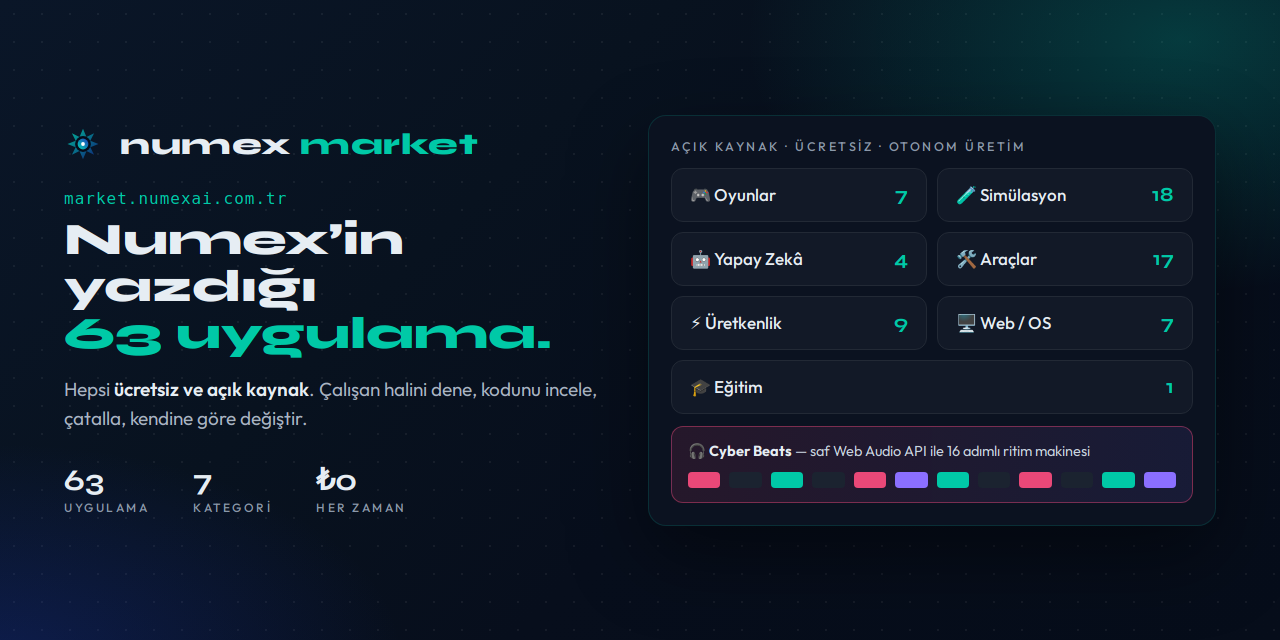 numex market
market.numexai.com.tr
Numex’in
yazdığı
63 uygulama.
Hepsi ücretsiz ve açık kaynak. Çalışan halini dene, kodunu incele,
çatalla, kendine göre değiştir.
63
UYGULAMA
7
KATEGORİ
₺0
HER ZAMAN
AÇIK KAYNAK · ÜCRETSİZ · OTONOM ÜRETİM
🎮 Oyunlar 7
🧪 Simülasyon 18
🤖 Yapay Zekâ 4
🛠️ Araçlar 17
⚡ Üretkenlik 9
🖥️ Web / OS 7
🎓 Eğitim 1
🎧 Cyber Beats — saf Web Audio API ile 16 adımlı ritim makinesi